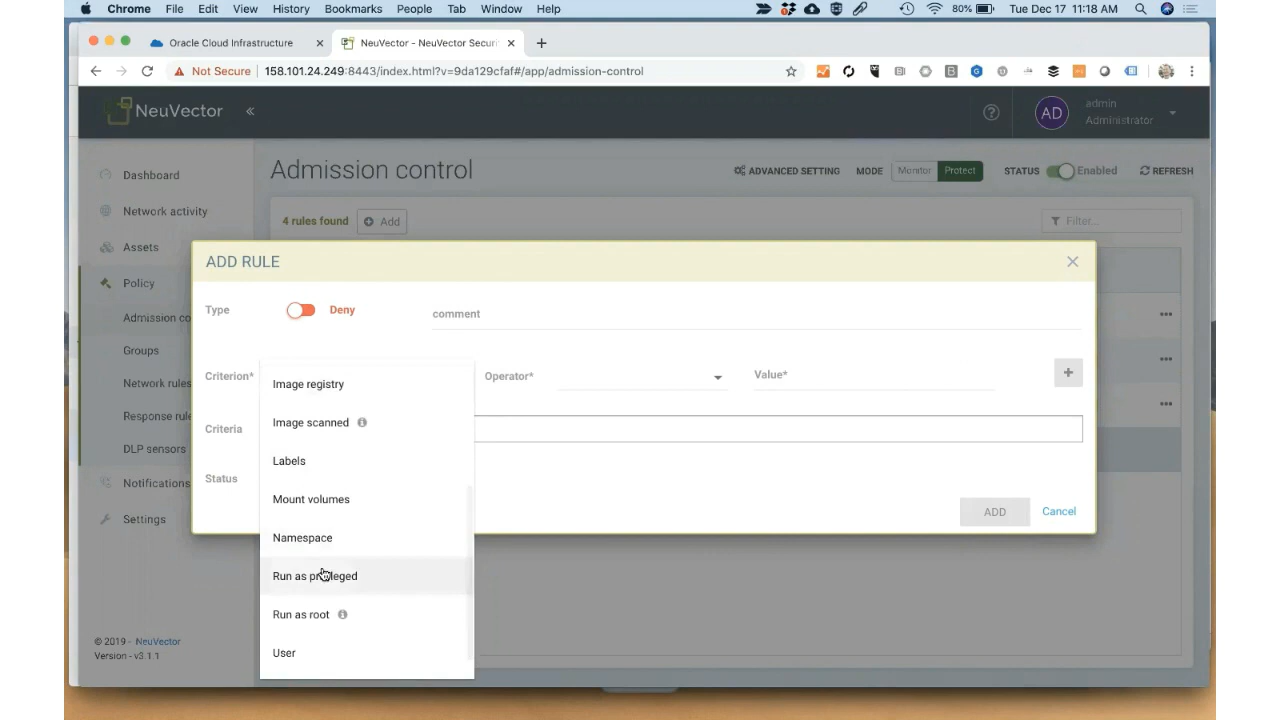 Chrome File Edit View History Bookmarks People Tab Window Help 80% Tue Dec 17 11:18 AM
Oracle Cloud Infrastructure NeuVector - NeuVector Securi
Not Secure 158.101.24.249:8443/index.html?v=9da129cfaf#/app/admission-control
NeuVector « AD admin
Administrator
Dashboard
Network activity
Assets
Policy
Admission co
Groups
Network rules
Response rule
DLP sensors
Notifications
Settings
© 2019 - NeuVector
Version - v3.1.1
Admission control ADVANCED SETTING MODE Monitor Protect STATUS Enabled REFRESH
4 rules found Add Filter...
ADD RULE
Type Deny comment
Criterion* Operator* Value*
Criteria
Status
Image registry
Image scanned
Labels
Mount volumes
Namespace
Run as privileged
Run as root
User
ADD Cancel